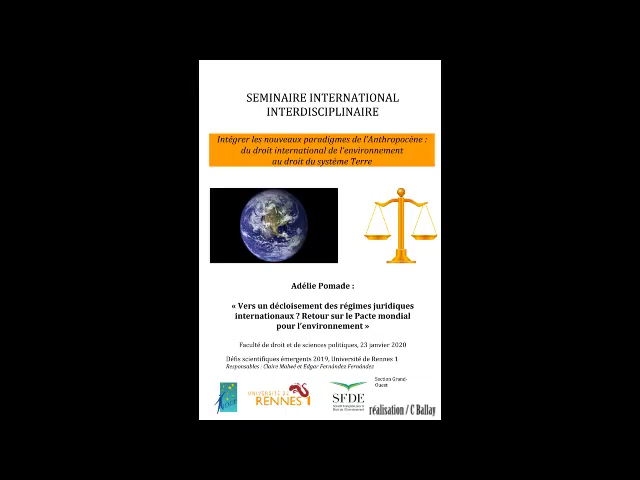 SEMINAIRE INTERNATIONAL
INTERDISCIPLINAIRE
Intégrer les nouveaux paradigmes de l'Anthropocène :
du droit international de l'environnement
au droit du système Terre
Adélie Pomade :
« Vers un décloisement des régimes juridiques
internationaux ? Retour sur le Pacte mondial
pour l'environnement »
Faculté de droit et de sciences politiques, 23 janvier 2020
Défis scientifiques émergents 2019, Université de Rennes 1
Responsables : Claire Malwé et Edgar Fernández Fernández
UNIVERSITÉ DE
RENNES 1
SFDE
Section Grand-
Ouest
réalisation / C Ballay